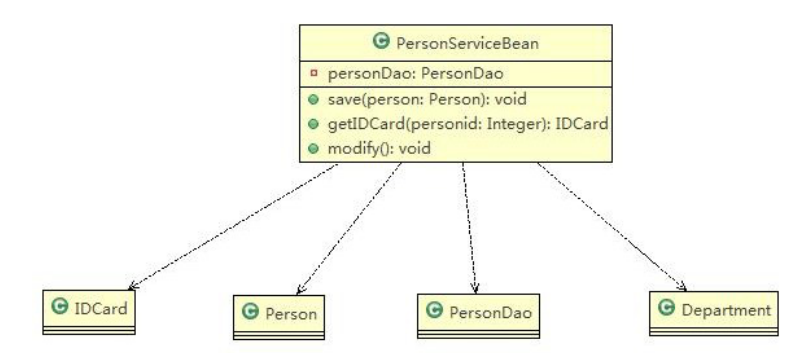 C PersonServiceBean
personDao: PersonDao
save(person: Person): void
getIDCard(personid: Integer): IDCard
modify(): void
C IDCard
C Person
C PersonDao
C Department